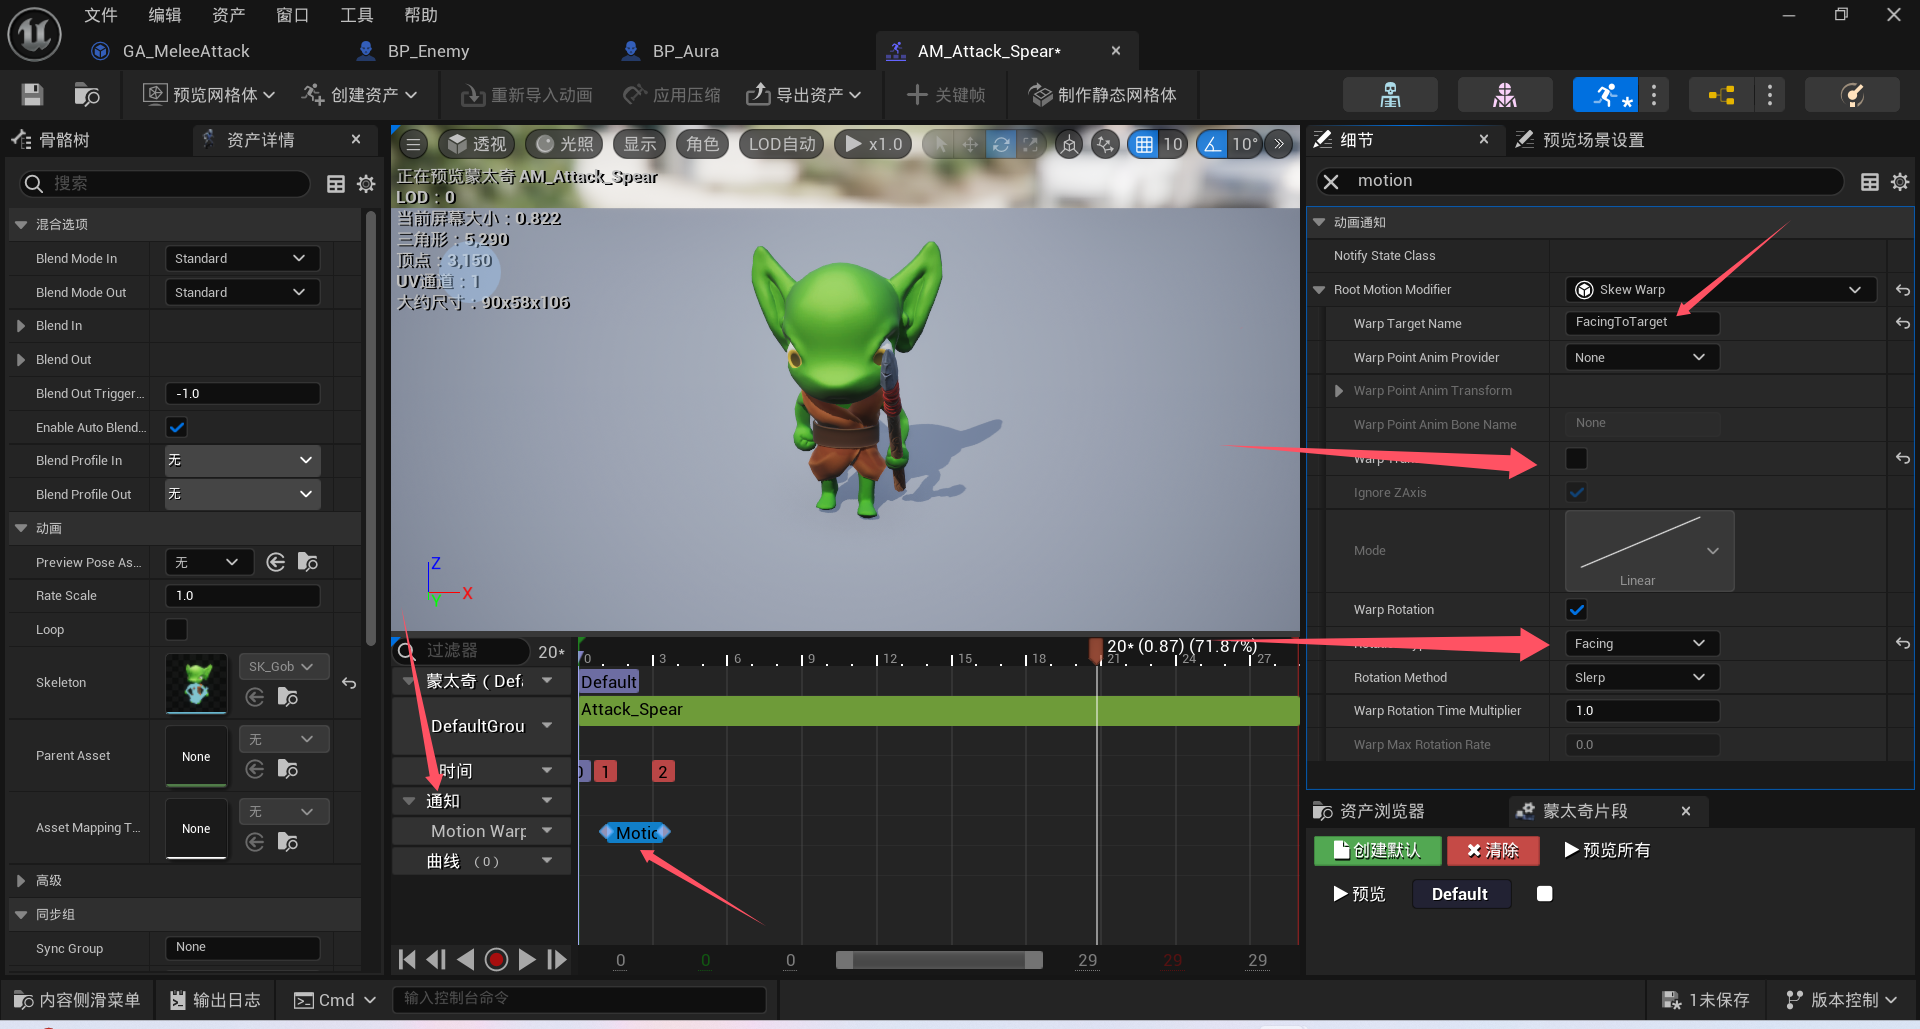 文件 编辑 资产 窗口 工具 帮助
GA_MeleeAttack BP_Enemy BP_Aura AM_Attack_Spear*
预览网格体 创建资产 重新导入动画 应用压缩 导出资产 关键帧 制作静态网格体
骨骼树 资产详情
搜索
混合选项
Blend Mode In Standard
Blend Mode Out Standard
Blend In
Blend Out
Blend Out Trigger... -1.0
Enable Auto Blend...
Blend Profile In 无
Blend Profile Out 无
动画
Preview Pose As... 无
Rate Scale 1.0
Loop
Skeleton SK_Gob
Parent Asset None 无
Asset Mapping T... None 无
高级
同步组
Sync Group None
透视 光照 显示 角色 LOD自动 x1.0 10 10°
正在预览蒙太奇 AM_Attack_Spear
LOD：0
当前屏幕大小：0.822
三角形：5,290
顶点：3,150
UV通道：1
大约尺寸：90x58x106
Z
X
Y
过滤器 20*
0 3 6 9 12 15 18 21 24 27
20* (0.87) (71.87%)
蒙太奇（Defa
Default
DefaultGrou
Attack_Spear
时间
1 2
通知
Motion Warp
Motic
曲线 （0）
0 0 0 29 29 29
细节 预览场景设置
motion
动画通知
Notify State Class
Root Motion Modifier Skew Warp
Warp Target Name FacingToTarget
Warp Point Anim Provider None
Warp Point Anim Transform
Warp Point Anim Bone Name None
Warp
Ignore ZAxis
Mode Linear
Warp Rotation
Facing
Rotation Method Slerp
Warp Rotation Time Multiplier 1.0
Warp Max Rotation Rate 0.0
资产浏览器 蒙太奇片段
创建默认 清除 预览所有
预览 Default
内容侧滑菜单 输出日志 Cmd 输入控制台命令 1未保存 版本控制